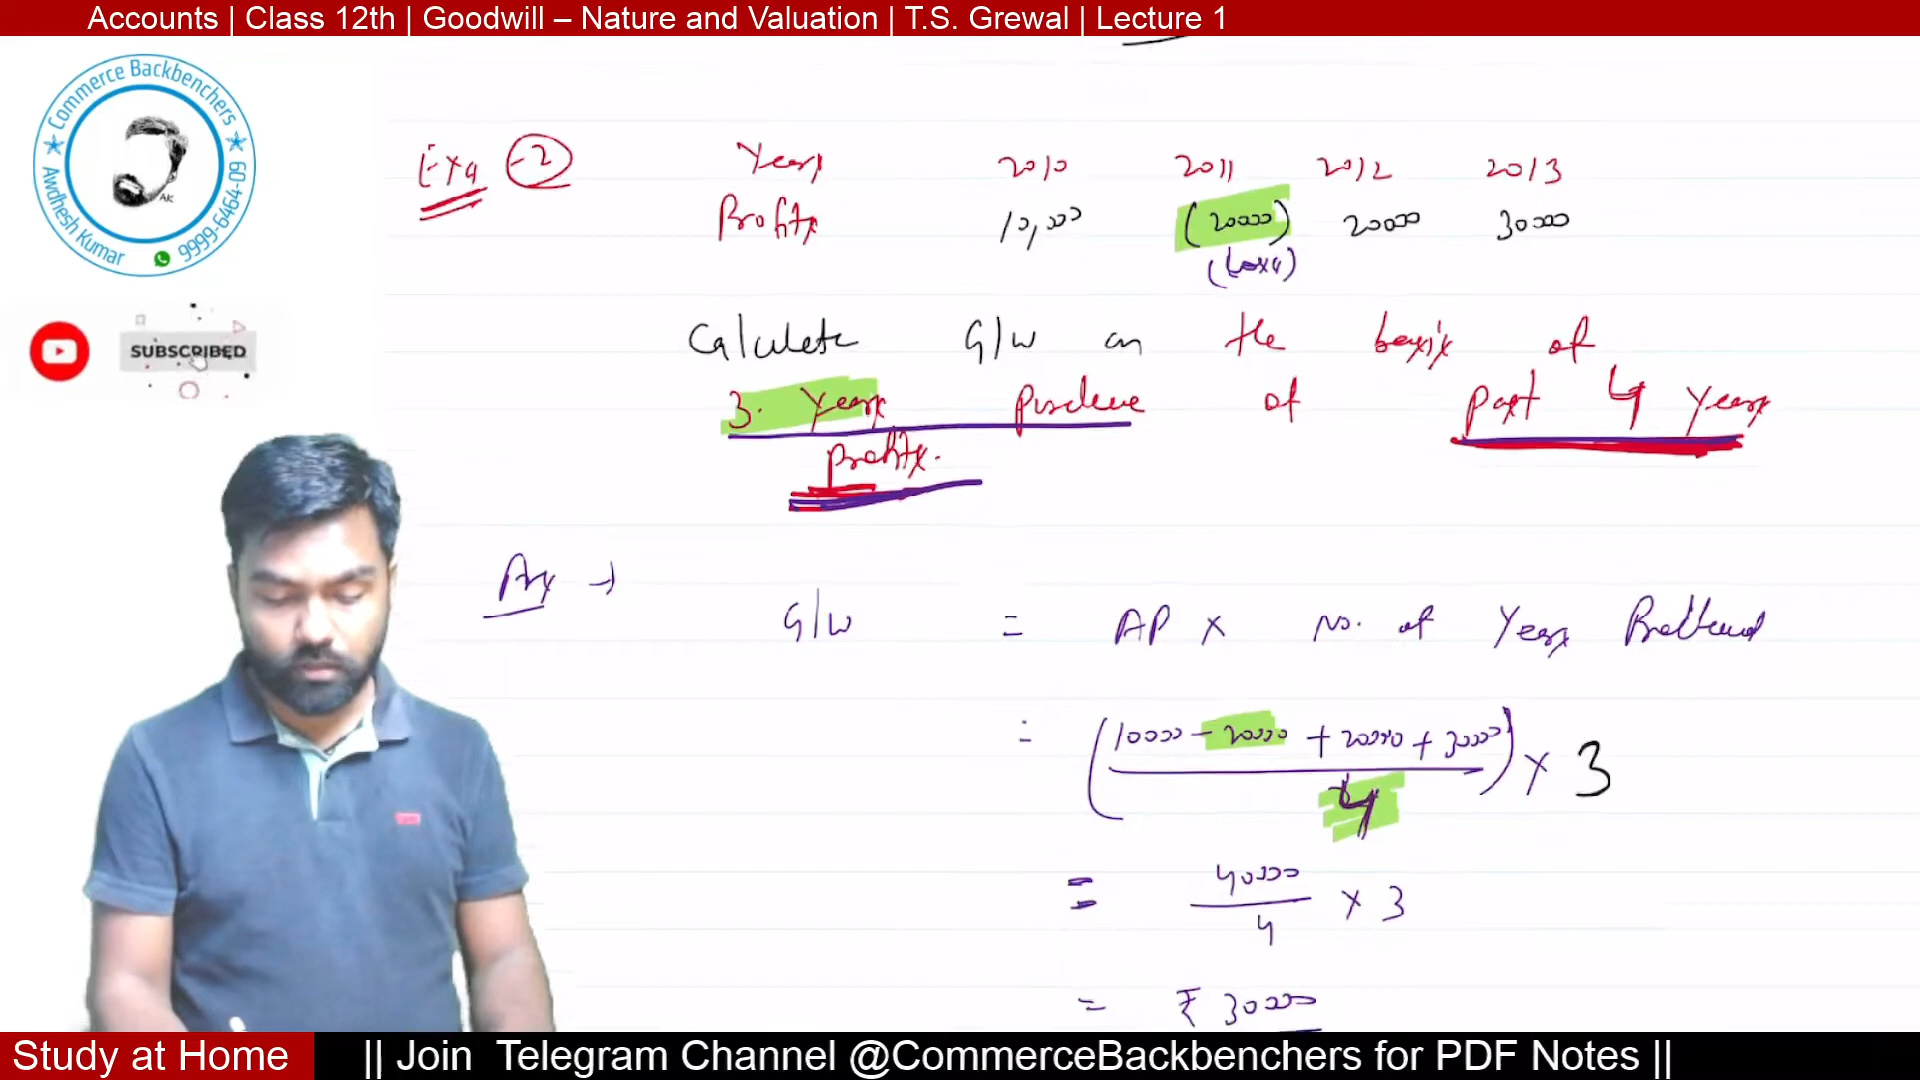 Accounts | Class 12th | Goodwill – Nature and Valuation | T.S. Grewal | Lecture 1
★ Commerce Backbenchers ★
Awdhesh Kumar 9999-6464-09
AK
SUBSCRIBED
Exa -2 Years 2010 2011 2012 2013
Profits 10,000 (20000) 20000 30000
(Loss)
Calculate G/W on the basis of
3. Years purchase of past 4 years
profits.
Ans →
G/W = AP × No. of Years
= (10000 - 20000 + 20000 + 30000 / 4) × 3
= 40000 / 4 × 3
= ₹ 30000
Study at Home || Join Telegram Channel @CommerceBackbenchers for PDF Notes ||